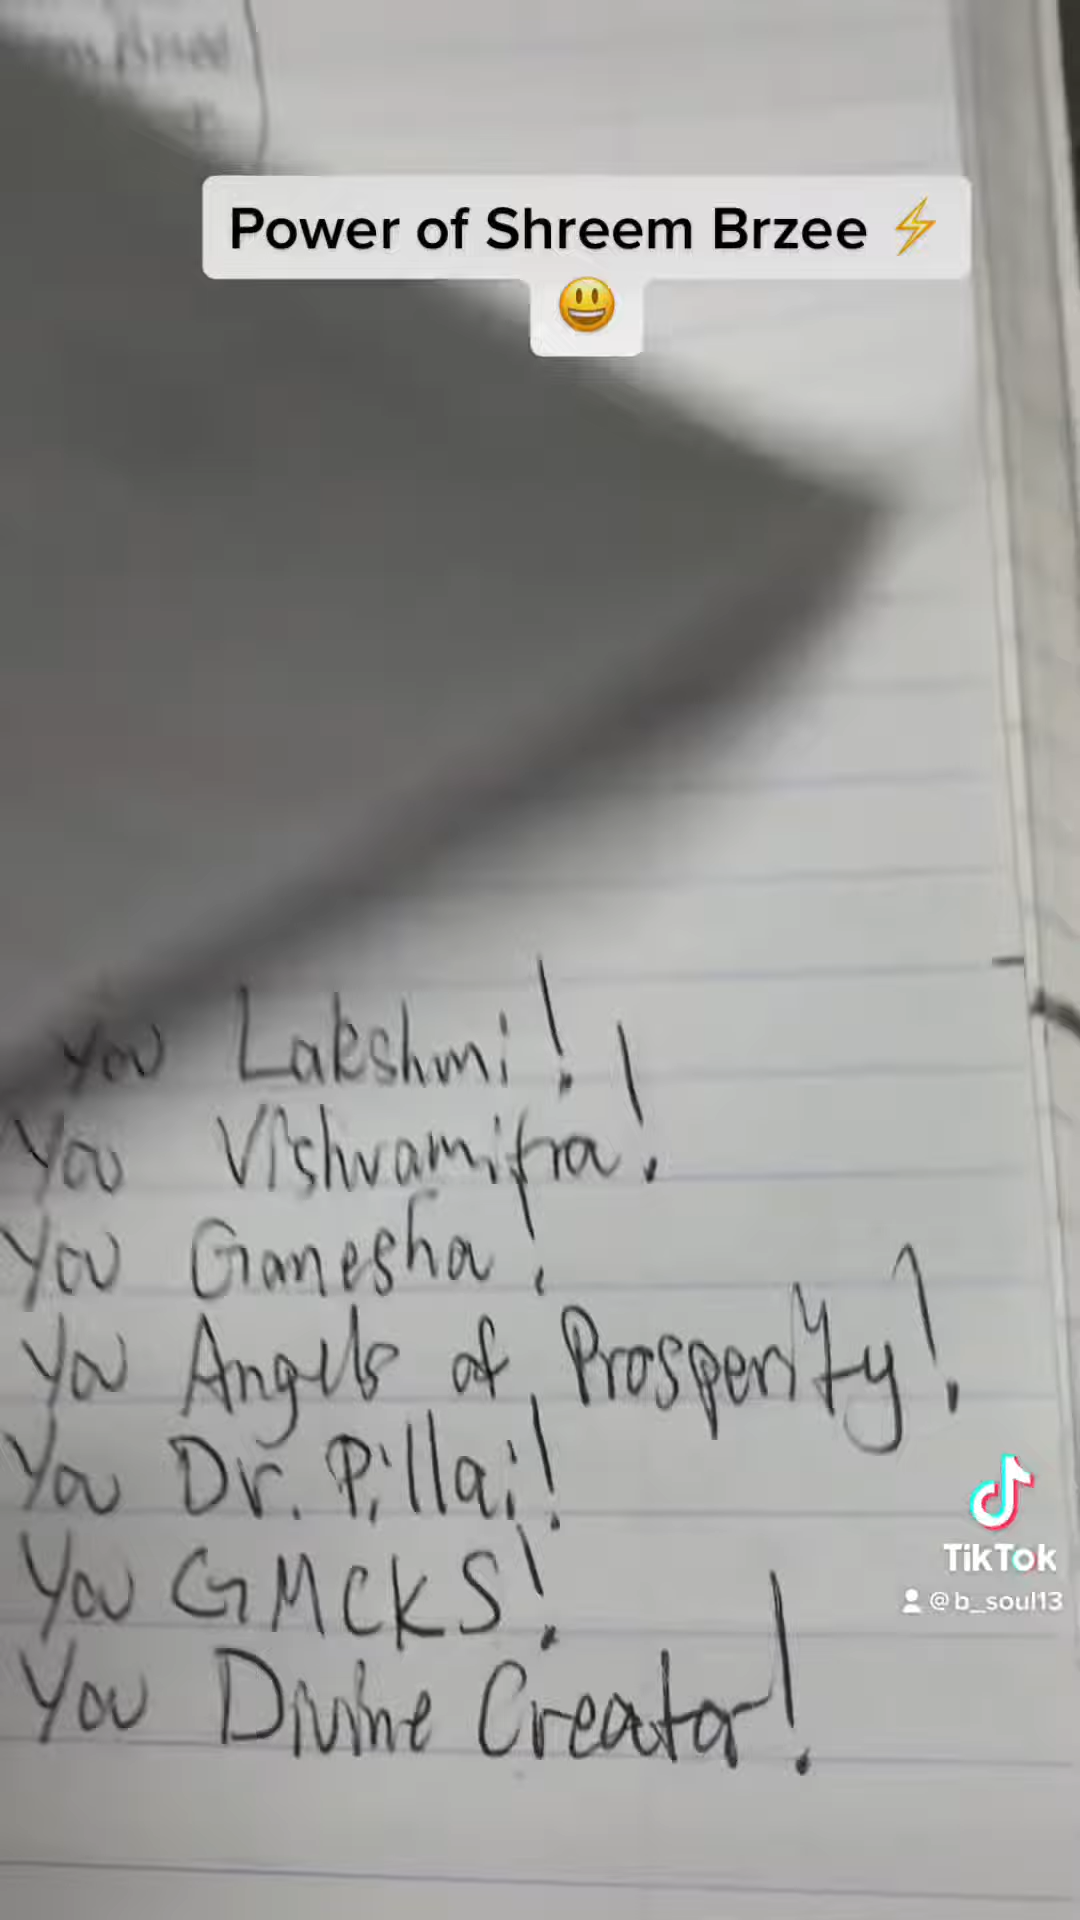 Power of Shreem Brzee ⚡
😃
You Lakshmi!
You Vishvamitra!
You Ganesha!
You Angels of Prosperity!
You Dr. Pillai!
You GMCKS!
You Divine Creator!
TikTok
@b_soul13